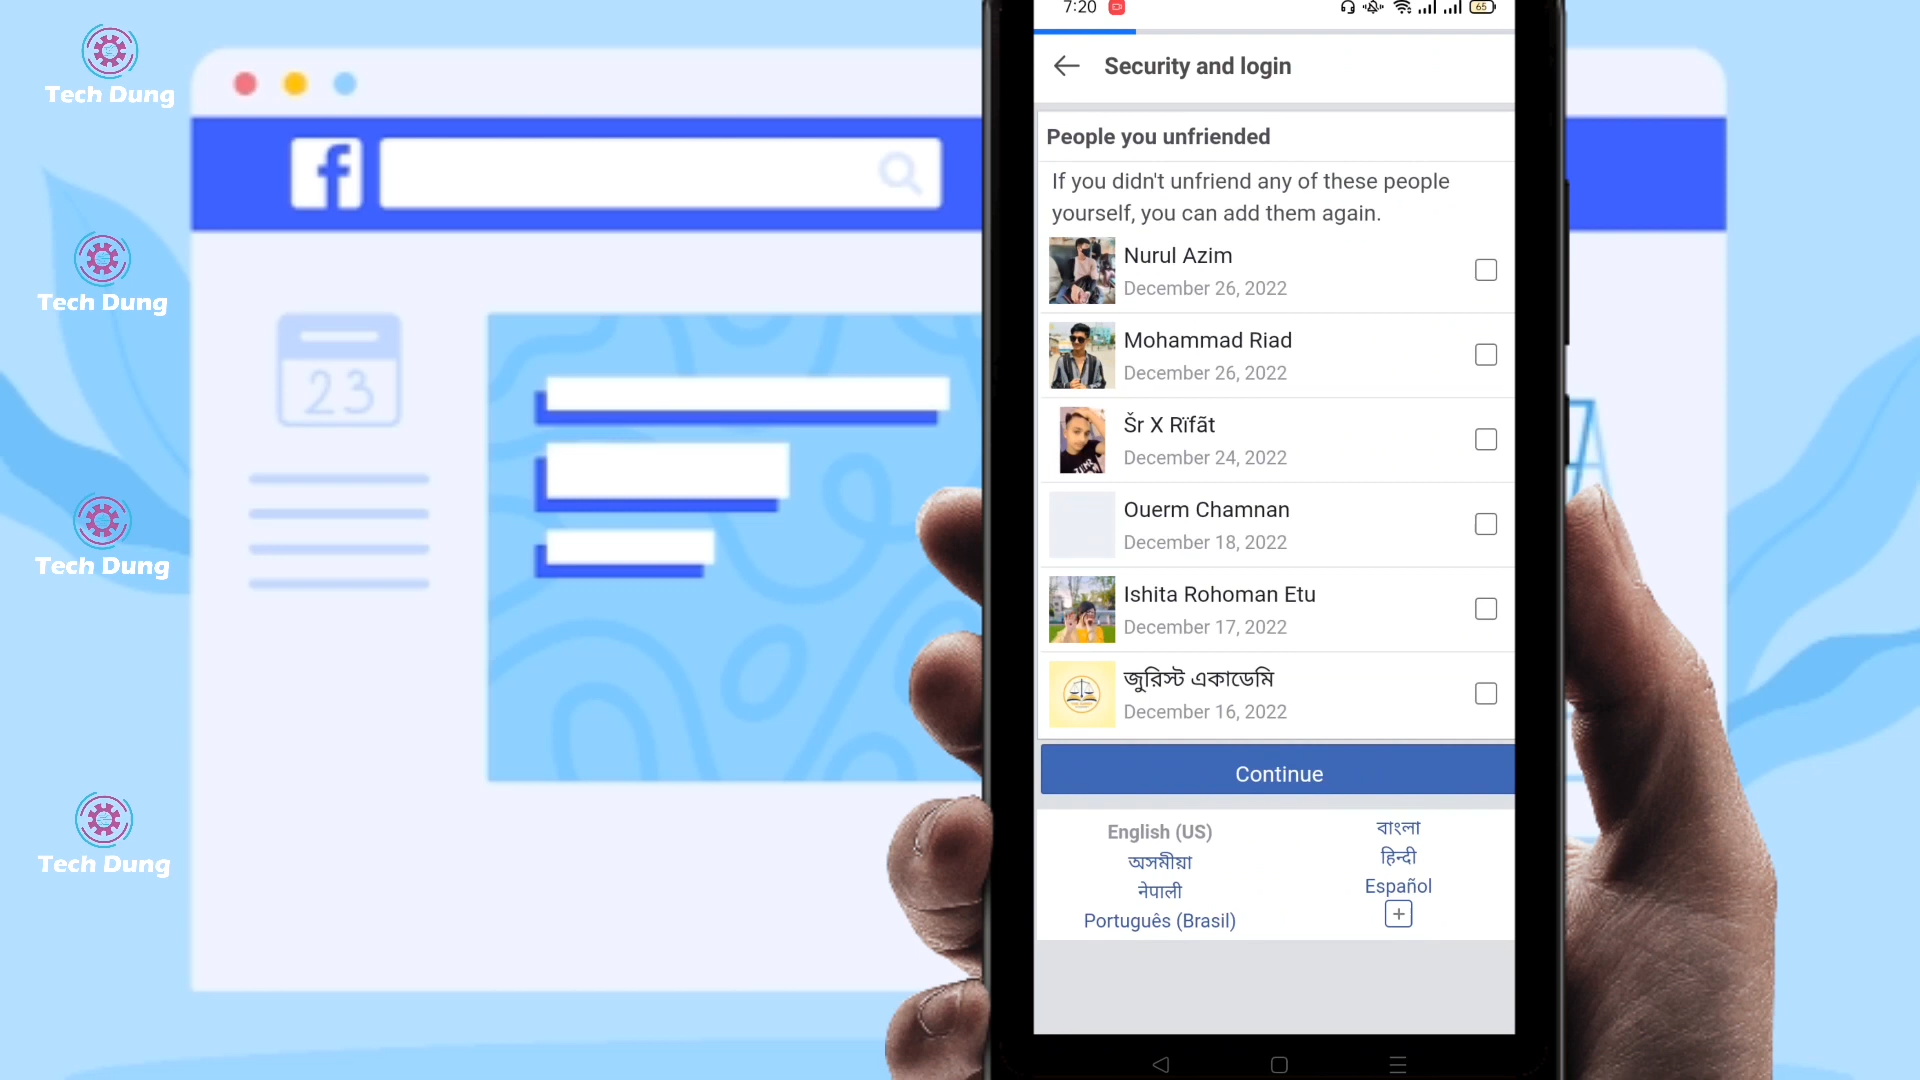 Tech Dung
Tech Dung
Tech Dung
Tech Dung
f
23
7:20
65
Security and login
People you unfriended
If you didn't unfriend any of these people
yourself, you can add them again.
Nurul Azim
December 26, 2022
Mohammad Riad
December 26, 2022
Šr X Rïfãt
December 24, 2022
Ouerm Chamnan
December 18, 2022
Ishita Rohoman Etu
December 17, 2022
জুরিস্ট একাডেমি
December 16, 2022
Continue
English (US)
বাংলা
অসমীয়া
हिन्दी
नेपाली
Español
Português (Brasil)